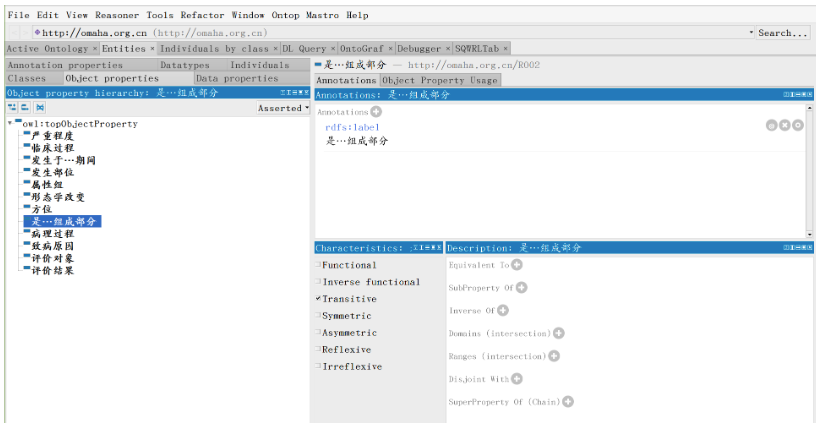 File Edit View Reasoner Tools Refactor Window Ontop Mastro Help
http://omaha.org.cn (http://omaha.org.cn)
Search...
Active Ontology × Entities × Individuals by class × DL Query × OntoGraf × Debugger × SQWRLTab ×
Annotation properties Datatypes Individuals
Classes Object properties Data properties
Object property hierarchy: 是…组成部分
Asserted
owl:topObjectProperty
严重程度
临床过程
发生于…期间
发生部位
属性组
形态学改变
方位
是…组成部分
病理过程
致病原因
评价对象
评价结果
是…组成部分 — http://omaha.org.cn/R002
Annotations Object Property Usage
Annotations: 是…组成部分
Annotations
rdfs:label
是…组成部分
Characteristics:
Functional
Inverse functional
Transitive
Symmetric
Asymmetric
Reflexive
Irreflexive
Description: 是…组成部分
Equivalent To
SubProperty Of
Inverse Of
Domains (intersection)
Ranges (intersection)
Disjoint With
SuperProperty Of (Chain)